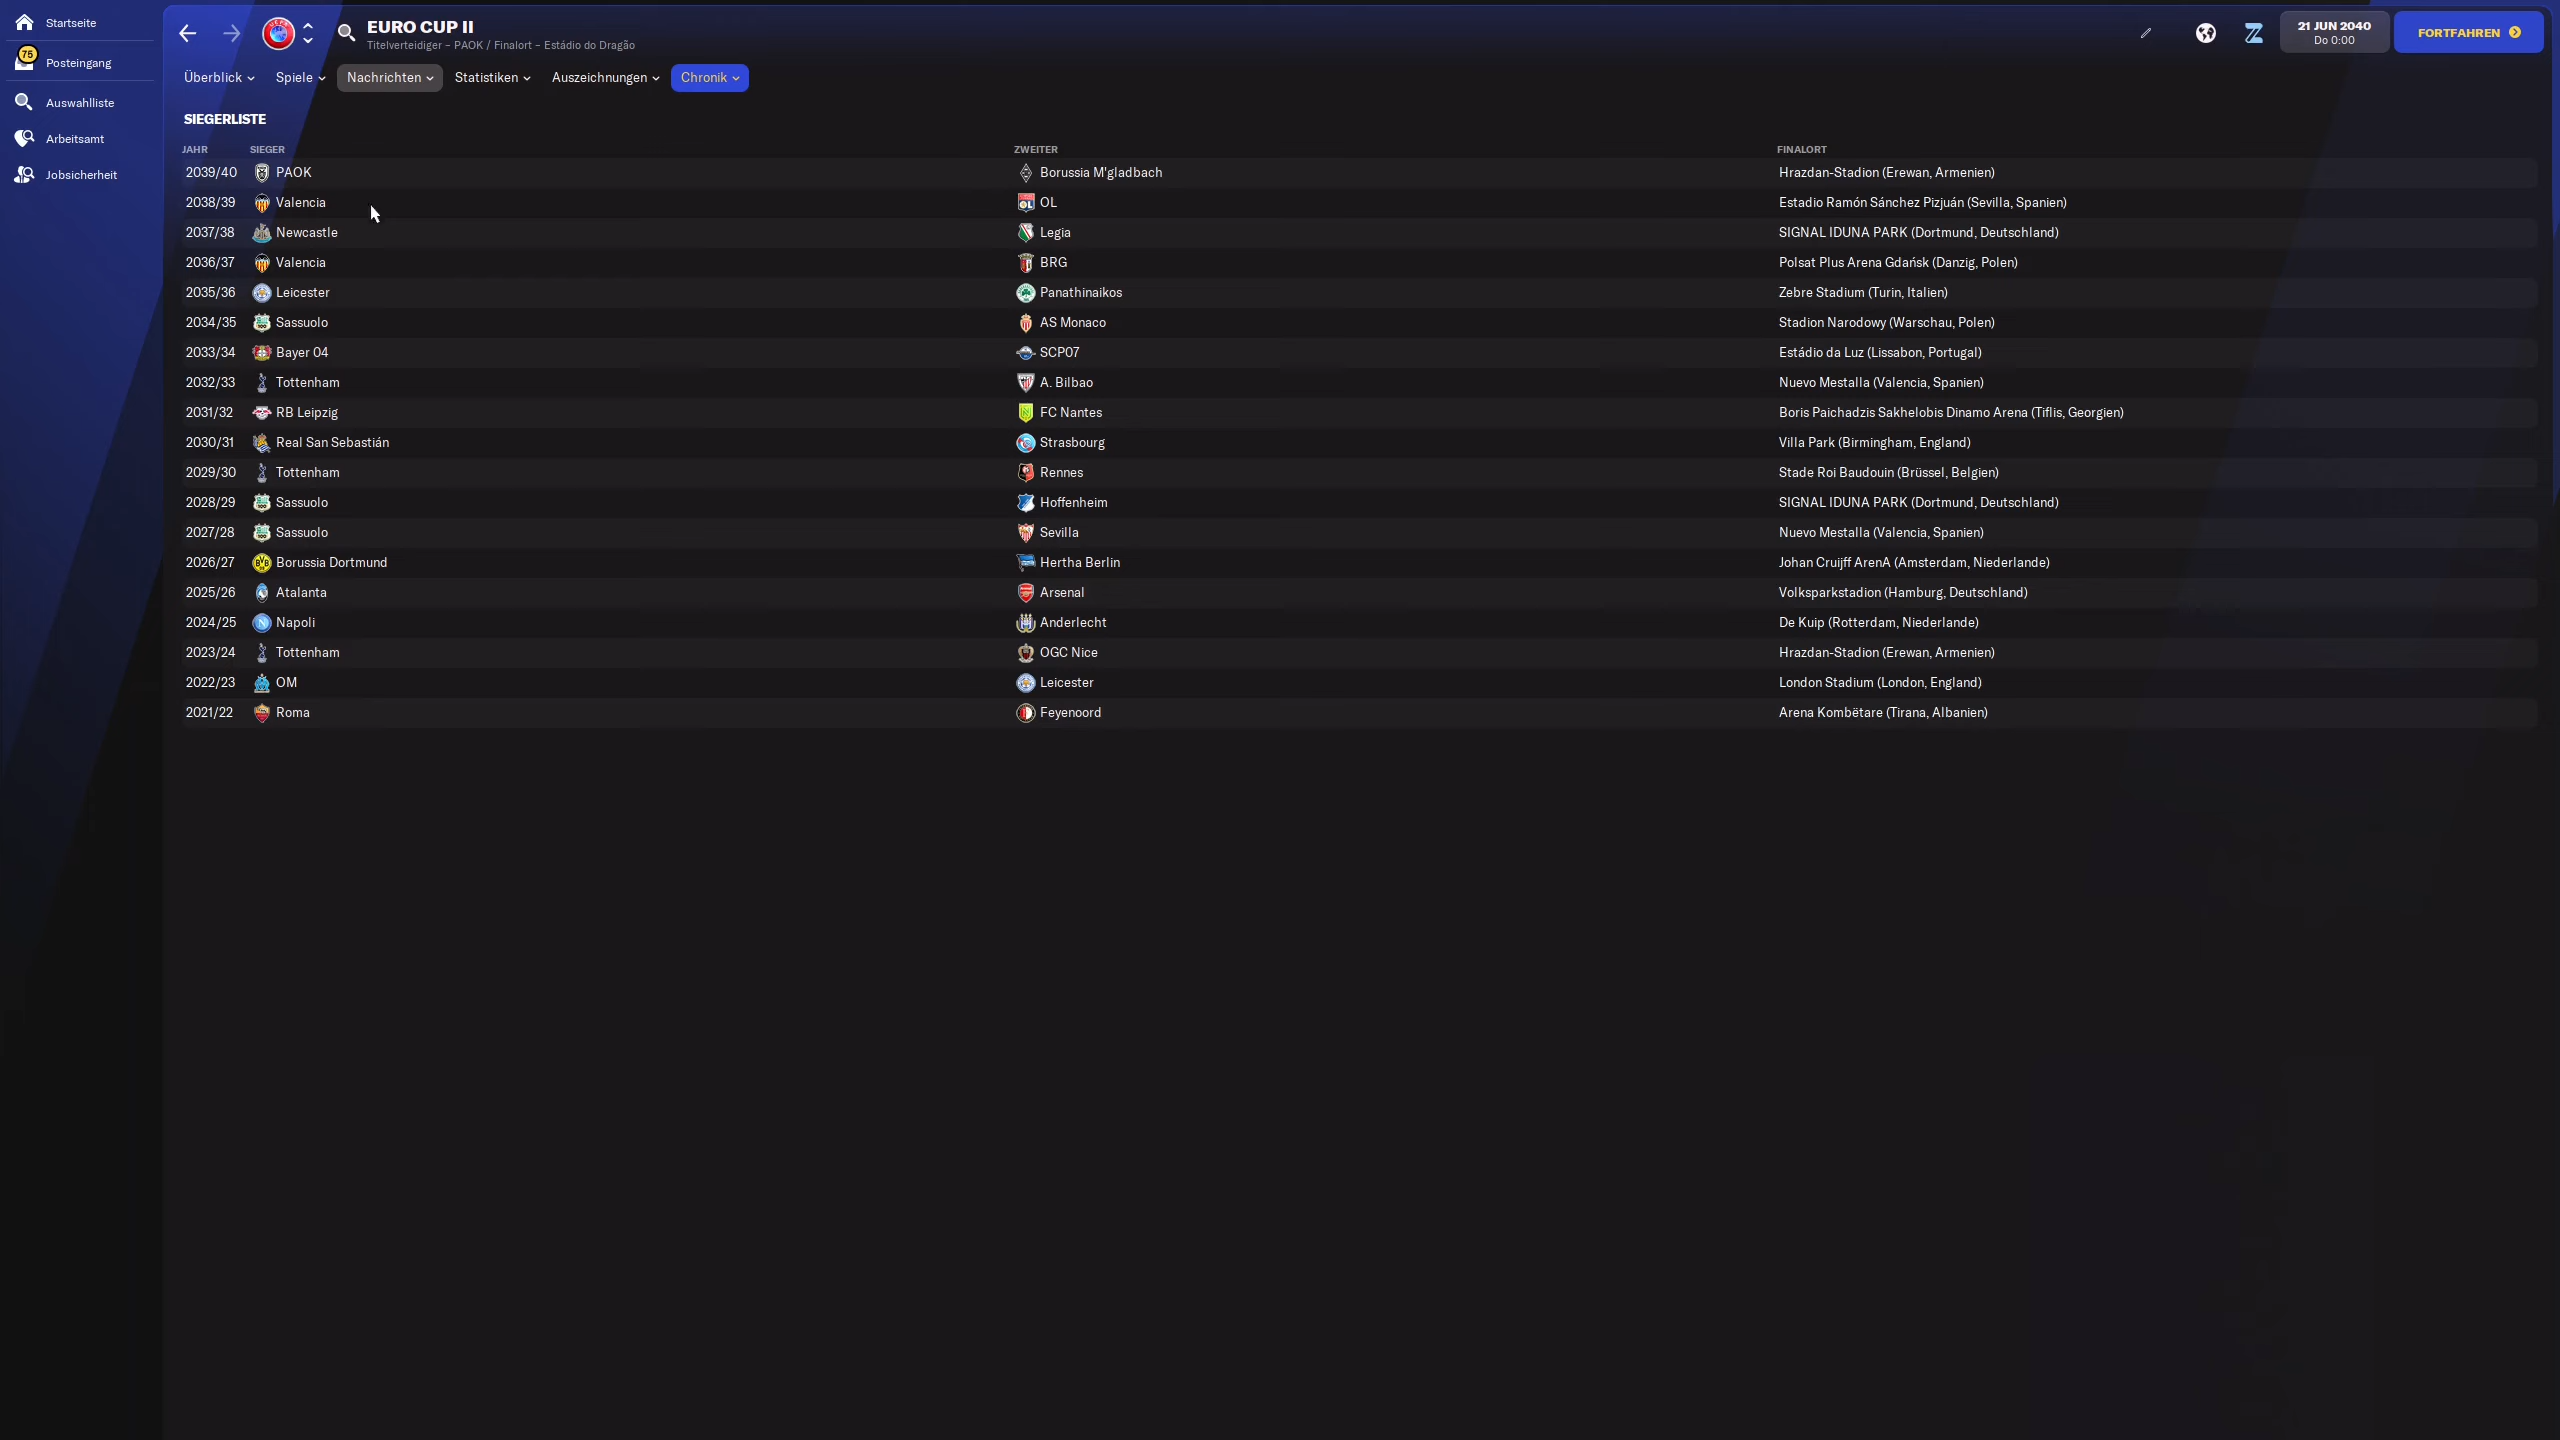 Startseite
EURO CUP II
Titelverteidiger – PAOK / Finalort – Estádio do Dragão
21 JUN 2040
Do 0:00
FORTFAHREN
75
Posteingang
Überblick Spiele Nachrichten Statistiken Auszeichnungen Chronik
Auswahlliste
Arbeitsamt
Jobsicherheit
SIEGERLISTE
JAHR SIEGER ZWEITER FINALORT
2039/40 PAOK Borussia M'gladbach Hrazdan-Stadion (Erewan, Armenien)
2038/39 Valencia OL Estadio Ramón Sánchez Pizjuán (Sevilla, Spanien)
2037/38 Newcastle Legia SIGNAL IDUNA PARK (Dortmund, Deutschland)
2036/37 Valencia BRG Polsat Plus Arena Gdańsk (Danzig, Polen)
2035/36 Leicester Panathinaikos Zebre Stadium (Turin, Italien)
2034/35 Sassuolo AS Monaco Stadion Narodowy (Warschau, Polen)
2033/34 Bayer 04 SCP07 Estádio da Luz (Lissabon, Portugal)
2032/33 Tottenham A. Bilbao Nuevo Mestalla (Valencia, Spanien)
2031/32 RB Leipzig FC Nantes Boris Paichadzis Sakhelobis Dinamo Arena (Tiflis, Georgien)
2030/31 Real San Sebastián Strasbourg Villa Park (Birmingham, England)
2029/30 Tottenham Rennes Stade Roi Baudouin (Brüssel, Belgien)
2028/29 Sassuolo Hoffenheim SIGNAL IDUNA PARK (Dortmund, Deutschland)
2027/28 Sassuolo Sevilla Nuevo Mestalla (Valencia, Spanien)
2026/27 Borussia Dortmund Hertha Berlin Johan Cruijff ArenA (Amsterdam, Niederlande)
2025/26 Atalanta Arsenal Volksparkstadion (Hamburg, Deutschland)
2024/25 Napoli Anderlecht De Kuip (Rotterdam, Niederlande)
2023/24 Tottenham OGC Nice Hrazdan-Stadion (Erewan, Armenien)
2022/23 OM Leicester London Stadium (London, England)
2021/22 Roma Feyenoord Arena Kombëtare (Tirana, Albanien)